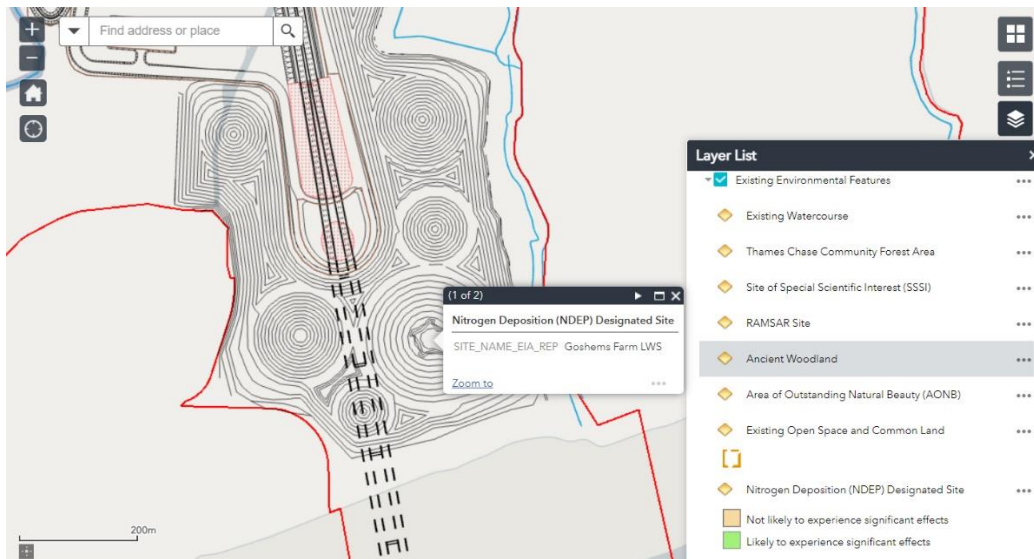 Find address or place
Layer List
Existing Environmental Features
Existing Watercourse
Thames Chase Community Forest Area
Site of Special Scientific Interest (SSSI)
RAMSAR Site
Ancient Woodland
Area of Outstanding Natural Beauty (AONB)
Existing Open Space and Common Land
Nitrogen Deposition (NDEP) Designated Site
Not likely to experience significant effects
Likely to experience significant effects
(1 of 2)
Nitrogen Deposition (NDEP) Designated Site
SITE_NAME_EIA_REP Goshems Farm LWS
Zoom to
200m